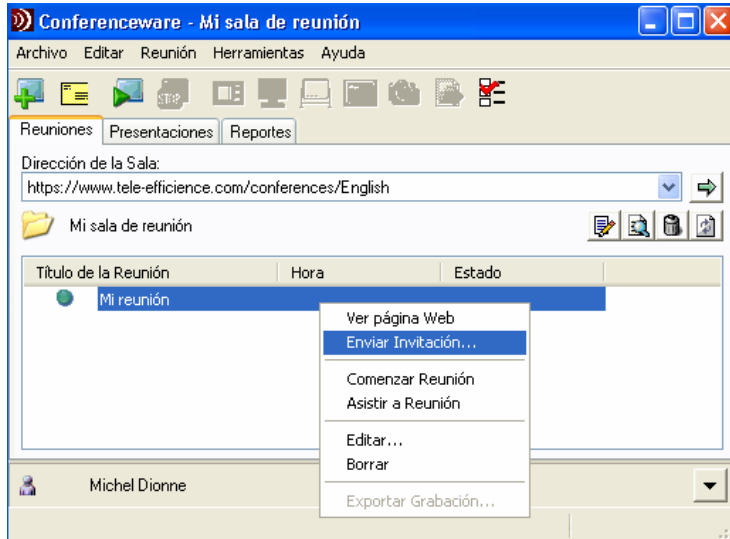 Conferenceware - Mi sala de reunión
Archivo Editar Reunión Herramientas Ayuda
STOP
Reuniones Presentaciones Reportes
Dirección de la Sala:
https://www.tele-efficience.com/conferences/English
Mi sala de reunión
Título de la Reunión Hora Estado
Mi reunión
Ver página Web
Enviar Invitación...
Comenzar Reunión
Asistir a Reunión
Editar...
Borrar
Exportar Grabación...
Michel Dionne